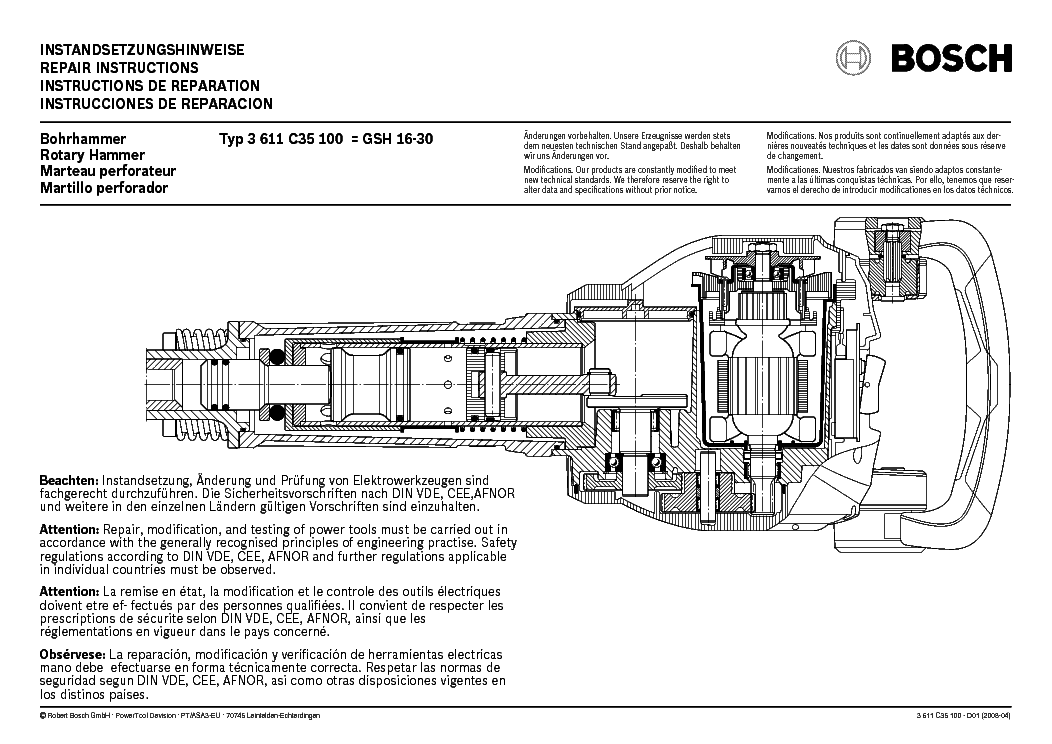 INSTANDSETZUNGSHINWEISE
REPAIR INSTRUCTIONS
INSTRUCTIONS DE REPARATION
INSTRUCCIONES DE REPARACION
BOSCH
Bohrhammer
Rotary Hammer
Marteau perforateur
Martillo perforador
Typ 3 611 C35 100 = GSH 16-30
Änderungen vorbehalten. Unsere Erzeugnisse werden stets
dem neuesten technischen Stand angepaßt. Deshalb behalten
wir uns Änderungen vor.
Modifications. Our products are constantly modified to meet
new technical standards. We therefore reserve the right to
alter data and specifications without prior notice.
Modifications. Nos produits sont continuellement adaptés aux der-
nières nouveatés techniques et les dates sont données sous réserve
de changement.
Modificationes. Nuestros fabricados van siendo adaptos constante-
mente a las últimas conquistas téchnicas. Por ello, tenemos que reser-
varnos el derecho de introducir modificationes en los datos téchnicos.
Beachten: Instandsetzung, Änderung und Prüfung von Elektrowerkzeugen sind
fachgerecht durchzuführen. Die Sicherheitsvorschriften nach DIN VDE, CEE,AFNOR
und weitere in den einzelnen Ländern gültigen Vorschriften sind einzuhalten.
Attention: Repair, modification, and testing of power tools must be carried out in
accordance with the generally recognised principles of engineering practise. Safety
regulations according to DIN VDE, CEE, AFNOR and further regulations applicable
in individual countries must be observed.
Attention: La remise en état, la modification et le controle des outils électriques
doivent etre ef- fectués par des personnes qualifiées. Il convient de respecter les
prescriptions de sécurite selon DIN VDE, CEE, AFNOR, ainsi que les
réglementations en vigueur dans le pays concerné.
Obsérvese: La reparación, modificación y verificación de herramientas electricas
mano debe efectuarse en forma técnicamente correcta. Respetar las normas de
seguridad segun DIN VDE, CEE, AFNOR, asi como otras disposiciones vigentes en
los distinos paises.
© Robert Bosch GmbH · PowerTool Devision · PT/ASA3-EU · 70745 Leinfelden-Echterdingen
3 611 C35 100 - D01 (2008-04)